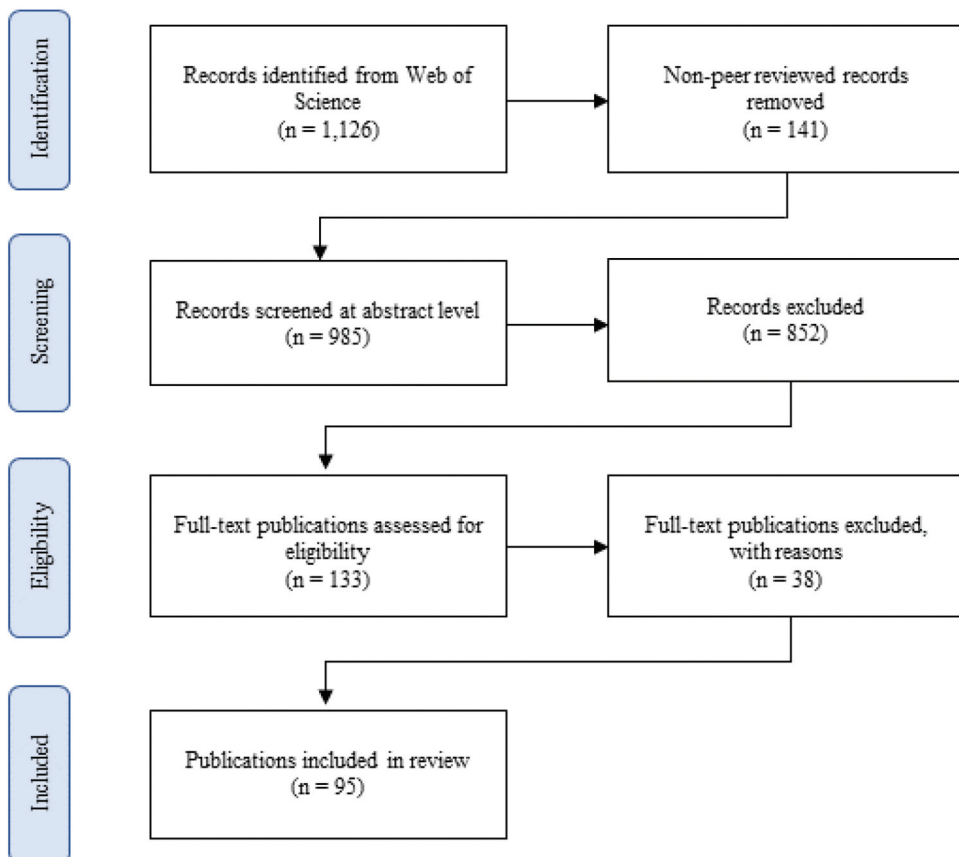 Identification
Records identified from Web of
Science
(n = 1,126)
Non-peer reviewed records
removed
(n = 141)
Screening
Records screened at abstract level
(n = 985)
Records excluded
(n = 852)
Eligibility
Full-text publications assessed for
eligibility
(n = 133)
Full-text publications excluded,
with reasons
(n = 38)
Included
Publications included in review
(n = 95)